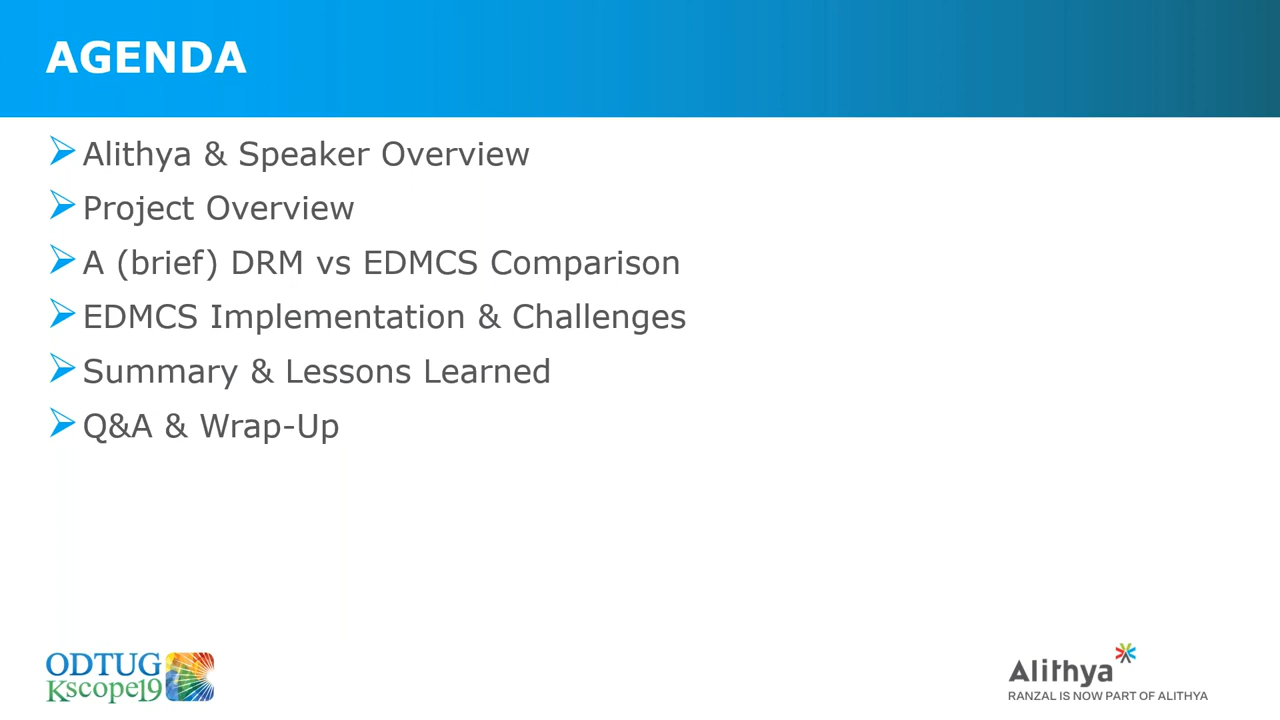 AGENDA
Alithya & Speaker Overview
Project Overview
A (brief) DRM vs EDMCS Comparison
EDMCS Implementation & Challenges
Summary & Lessons Learned
Q&A & Wrap-Up
ODTUG
Kscope19
Alithya
RANZAL IS NOW PART OF ALITHYA